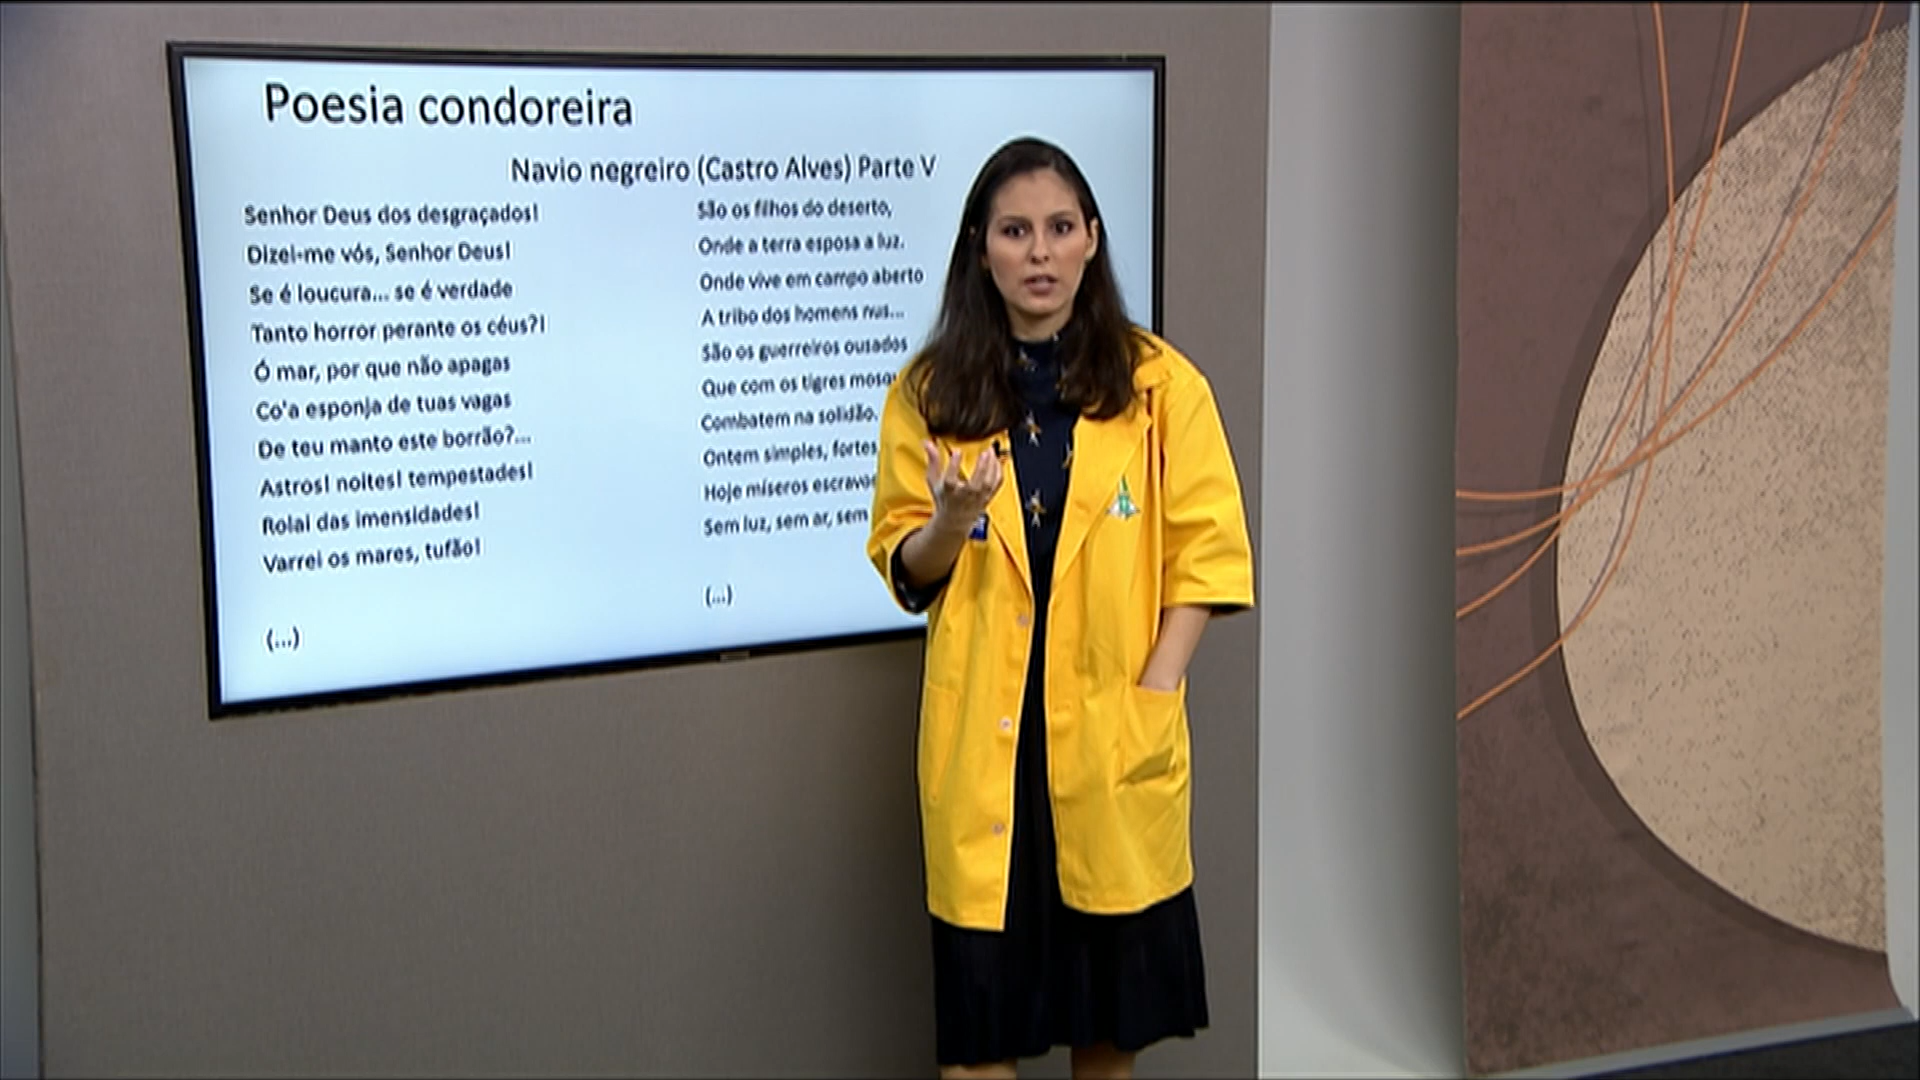 Poesia condoreira
Navio negreiro (Castro Alves) Parte V
Senhor Deus dos desgraçados!
Dizei-me vós, Senhor Deus!
Se é loucura... se é verdade
Tanto horror perante os céus?!
Ó mar, por que não apagas
Co'a esponja de tuas vagas
De teu manto este borrão?...
Astros! noites! tempestades!
Rolai das imensidades!
Varrei os mares, tufão!
(...)
São os filhos do deserto,
Onde a terra esposa a luz.
Onde vive em campo aberto
A tribo dos homens nus...
São os guerreiros ousados
Que com os tigres
Combatem na solidão.
Ontem simples, fortes,
Hoje míseros
Sem luz, sem ar, sem
(...)